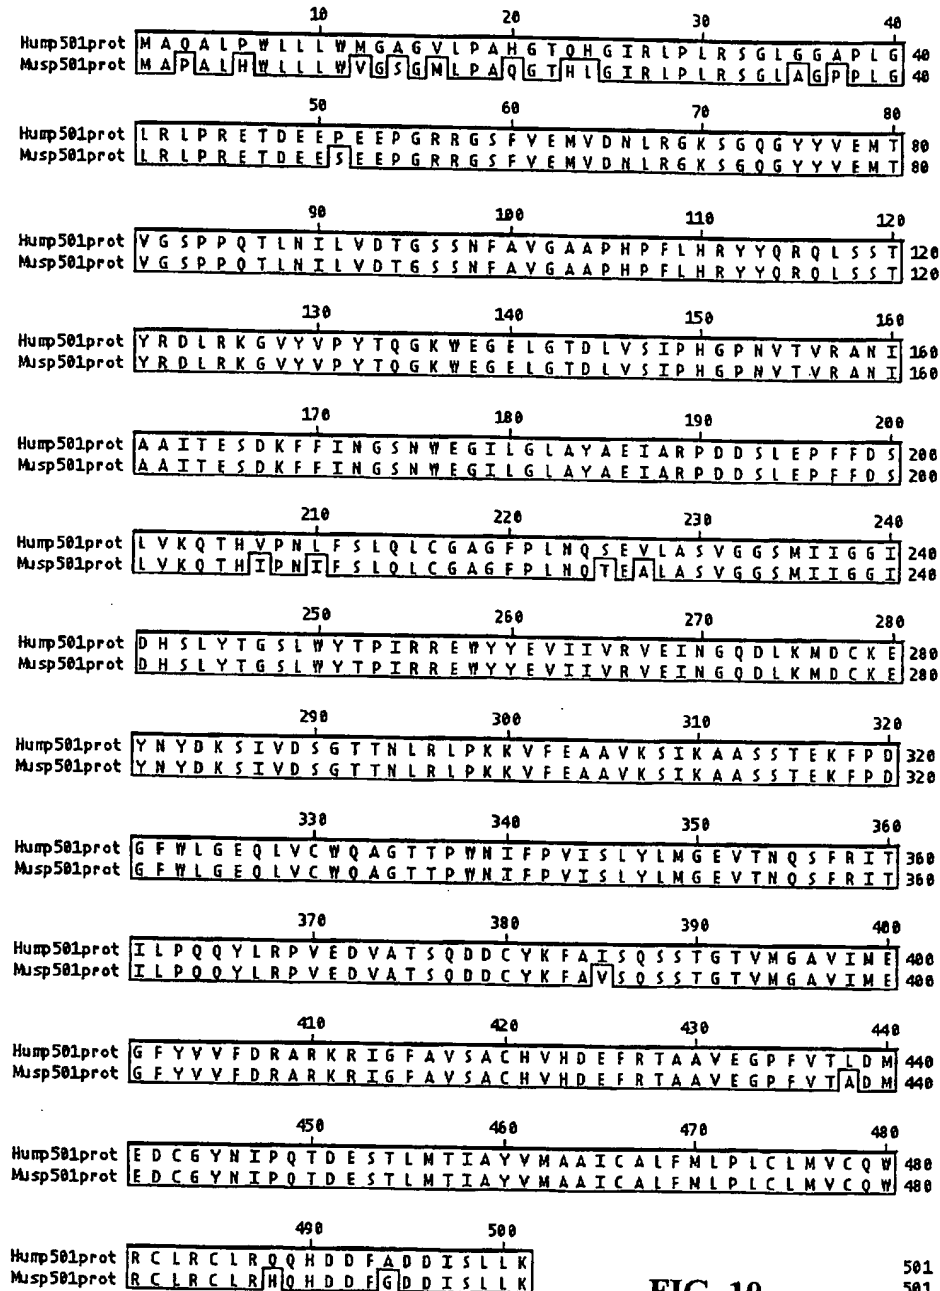 10 20 30 40
Hump501prot M A Q A L P W L L L W M G A G V L P A H G T Q H G I R L P L R S G L G G A P L G 40
Musp501prot M A P A L H W L L L W V G S G M L P A Q G T H L G I R L P L R S G L A G P P L G 40
50 60 70 80
Hump501prot L R L P R E T D E E P E E P G R R G S F V E M V D N L R G K S G Q G Y Y V E M T 80
Musp501prot L R L P R E T D E E S E E P G R R G S F V E M V D N L R G K S G Q G Y Y V E M T 80
90 100 110 120
Hump501prot V G S P P Q T L N I L V D T G S S N F A V G A A P H P F L H R Y Y Q R Q L S S T 120
Musp501prot V G S P P Q T L N I L V D T G S S N F A V G A A P H P F L H R Y Y Q R Q L S S T 120
130 140 150 160
Hump501prot Y R D L R K G V Y V P Y T Q G K W E G E L G T D L V S I P H G P N V T V R A N I 160
Musp501prot Y R D L R K G V Y V P Y T Q G K W E G E L G T D L V S I P H G P N V T V R A N I 160
170 180 190 200
Hump501prot A A I T E S D K F F I N G S N W E G I L G L A Y A E I A R P D D S L E P F F D S 200
Musp501prot A A I T E S D K F F I N G S N W E G I L G L A Y A E I A R P D D S L E P F F D S 200
210 220 230 240
Hump501prot L V K Q T H V P N L F S L Q L C G A G F P L N Q S E V L A S V G G S M I I G G I 240
Musp501prot L V K Q T H I P N I F S L Q L C G A G F P L N Q T E A L A S V G G S M I I G G I 240
250 260 270 280
Hump501prot D H S L Y T G S L W Y T P I R R E W Y Y E V I I V R V E I N G Q D L K M D C K E 280
Musp501prot D H S L Y T G S L W Y T P I R R E W Y Y E V I I V R V E I N G Q D L K M D C K E 280
290 300 310 320
Hump501prot Y N Y D K S I V D S G T T N L R L P K K V F E A A V K S I K A A S S T E K F P D 320
Musp501prot Y N Y D K S I V D S G T T N L R L P K K V F E A A V K S I K A A S S T E K F P D 320
330 340 350 360
Hump501prot G F W L G E Q L V C W Q A G T T P W N I F P V I S L Y L M G E V T N Q S F R I T 360
Musp501prot G F W L G E Q L V C W Q A G T T P W N I F P V I S L Y L M G E V T N Q S F R I T 360
370 380 390 400
Hump501prot I L P Q Q Y L R P V E D V A T S Q D D C Y K F A I S Q S S T G T V M G A V I M E 400
Musp501prot I L P Q Q Y L R P V E D V A T S Q D D C Y K F A V S Q S S T G T V M G A V I M E 400
410 420 430 440
Hump501prot G F Y V V F D R A R K R I G F A V S A C H V H D E F R T A A V E G P F V T L D M 440
Musp501prot G F Y V V F D R A R K R I G F A V S A C H V H D E F R T A A V E G P F V T A D M 440
450 460 470 480
Hump501prot E D C G Y N I P Q T D E S T L M T I A Y V M A A I C A L F M L P L C L M V C Q W 480
Musp501prot E D C G Y N I P Q T D E S T L M T I A Y V M A A I C A L F M L P L C L M V C Q W 480
490 500
Hump501prot R C L R C L R Q Q H D D F A D D I S L L K 501
Musp501prot R C L R C L R H Q H D D F G D D I S L L K 501